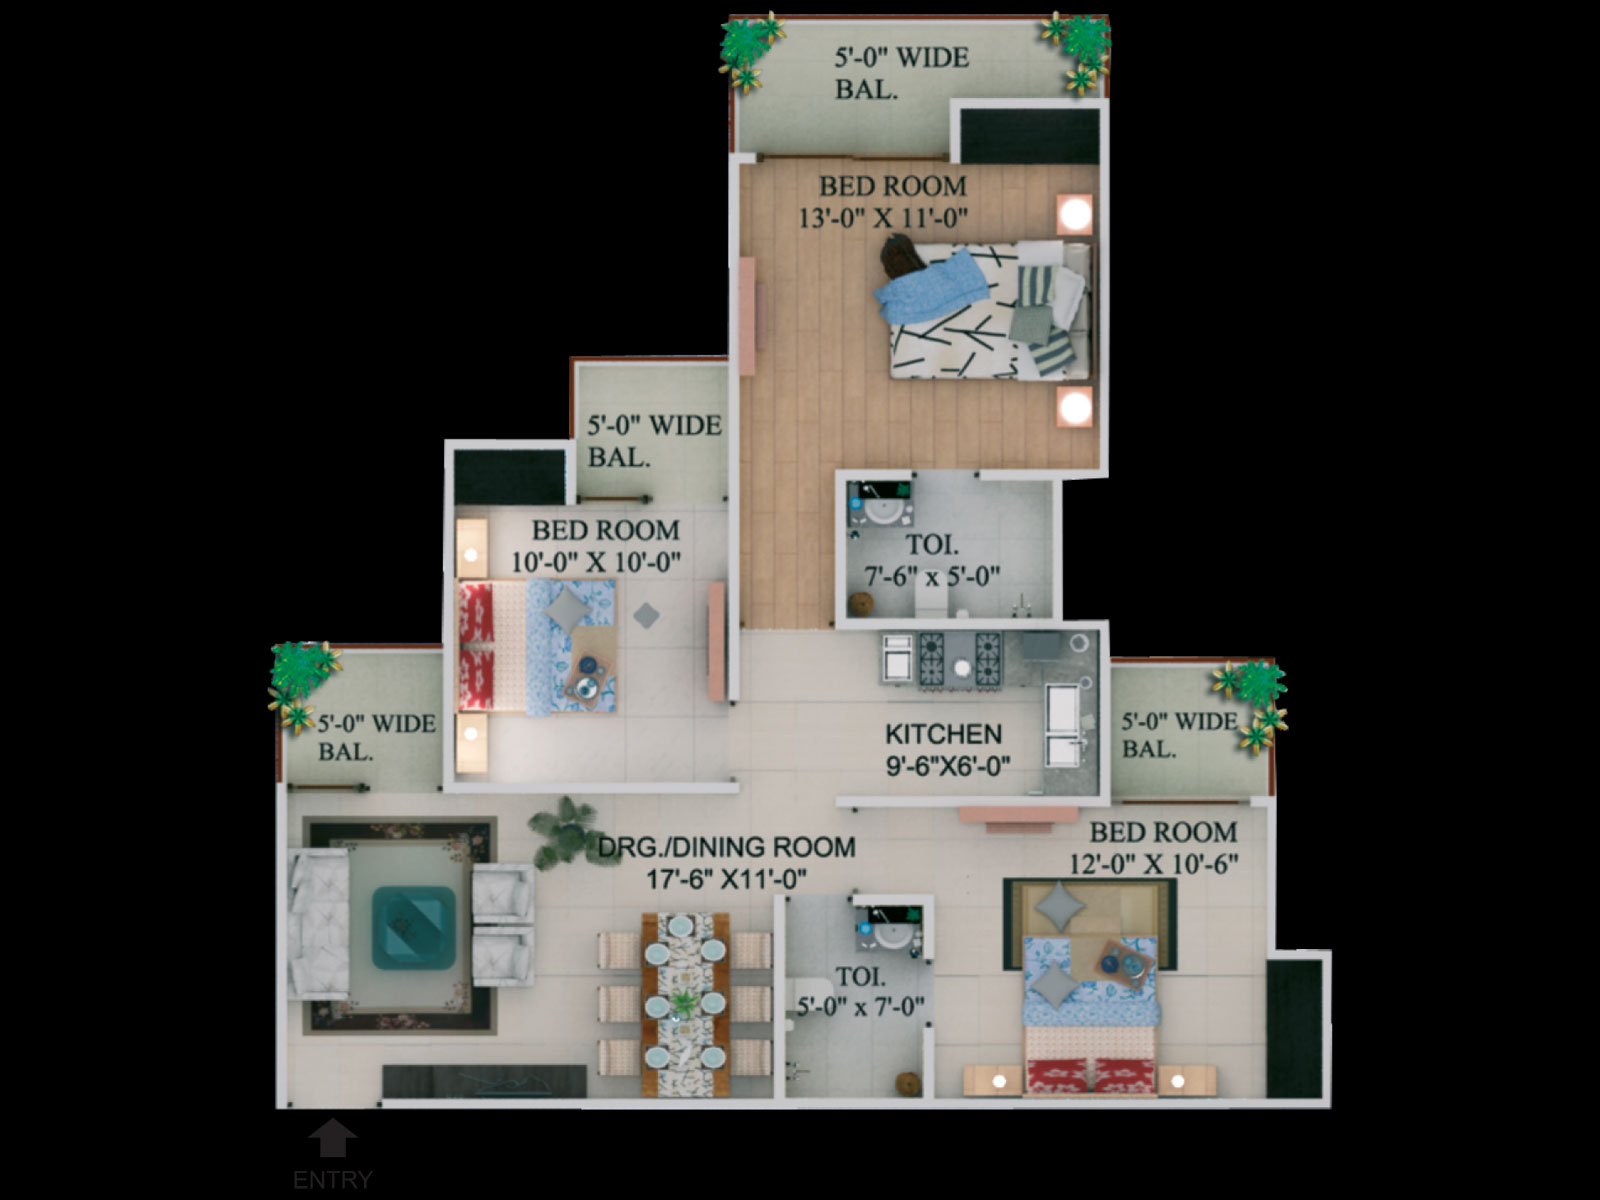 5'-0" WIDE
BAL.
BED ROOM
13'-0" X 11'-0"
5'-0" WIDE
BAL.
BED ROOM
10'-0" X 10'-0"
TOI.
7'-6" x 5'-0"
5'-0" WIDE
BAL.
KITCHEN
9'-6"X6'-0"
5'-0" WIDE
BAL.
DRG./DINING ROOM
17'-6" X11'-0"
BED ROOM
12'-0" X 10'-6"
TOI.
5'-0" x 7'-0"
ENTRY